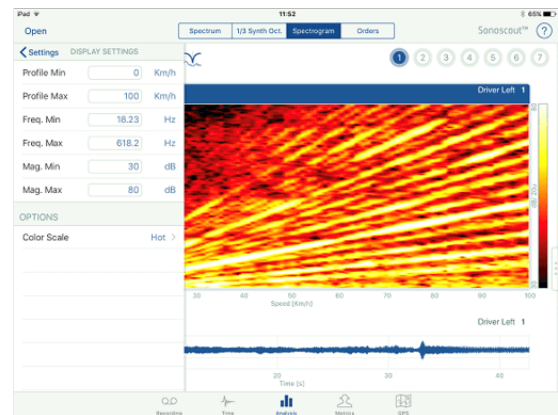 iPad 11:52 65%
Open Spectrum 1/3 Synth Oct. Spectrogram Orders Sonoscout™ ?
Settings DISPLAY SETTINGS
1 2 3 4 5 6 7
Profile Min 0 Km/h
Profile Max 100 Km/h
Freq. Min 18.23 Hz
Freq. Max 618.2 Hz
Mag. Min 30 dB
Mag. Max 80 dB
OPTIONS
Color Scale Hot >
Driver Left 1
30 40 50 60 70 80 90 100
Speed [Km/h]
Driver Left 1
20 30 40
Time [s]
Recording Time Analysis Metrics GPS